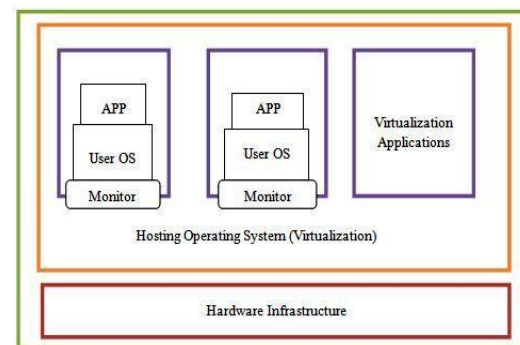 APP
User OS
Monitor
APP
User OS
Monitor
Virtualization
Applications
Hosting Operating System (Virtualization)
Hardware Infrastructure